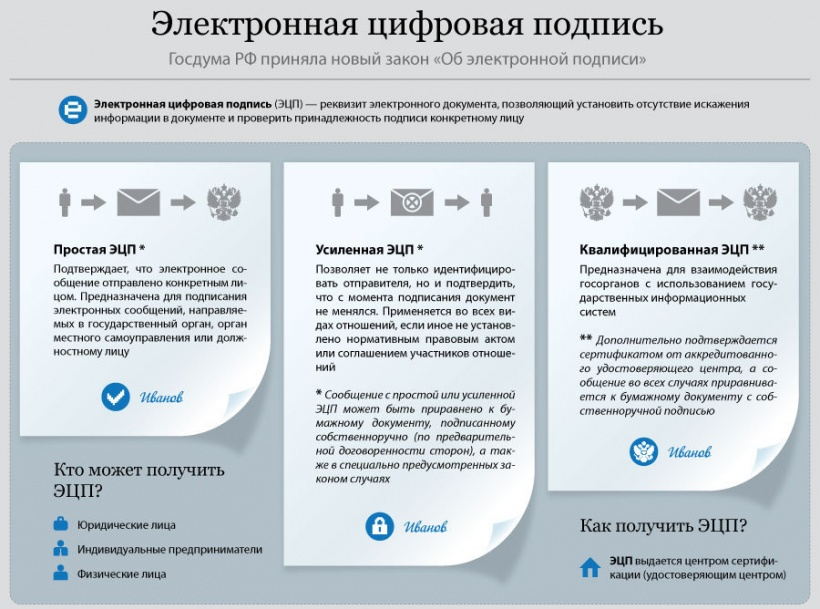 Электронная цифровая подпись
Госдума РФ приняла новый закон «Об электронной подписи»
Электронная цифровая подпись (ЭЦП) — реквизит электронного документа, позволяющий установить отсутствие искажения
информации в документе и проверить принадлежность подписи конкретному лицу
Простая ЭЦП *
Подтверждает, что электронное со-
общение отправлено конкретным ли-
цом. Предназначена для подписания
электронных сообщений, направляе-
мых в государственный орган, орган
местного самоуправления или долж-
ностному лицу
Иванов
Кто может получить
ЭЦП?
Юридические лица
Индивидуальные предприниматели
Физические лица
Усиленная ЭЦП *
Позволяет не только идентифициро-
вать отправителя, но и подтвердить,
что с момента подписания документ
не менялся. Применяется во всех ви-
дах отношений, если иное не установ-
лено нормативным правовым актом
или соглашением участников отноше-
ний
* Сообщение с простой или усиленной
ЭЦП может быть приравнено к бу-
мажному документу, подписанному
собственноручно (по предваритель-
ной договоренности сторон), а так-
же в специально предусмотренных за-
коном случаях
Иванов
Квалифицированная ЭЦП **
Предназначена для взаимодействия
госорганов с использованием госу-
дарственных информационных
систем
** Дополнительно подтверждается
сертификатом от аккредитованно-
го удостоверяющего центра, а со-
общение во всех случаях приравнива-
ется к бумажному документу с соб-
ственноручной подписью
Иванов
Как получить ЭЦП?
ЭЦП выдается центром сертифи-
кации (удостоверяющим центром)